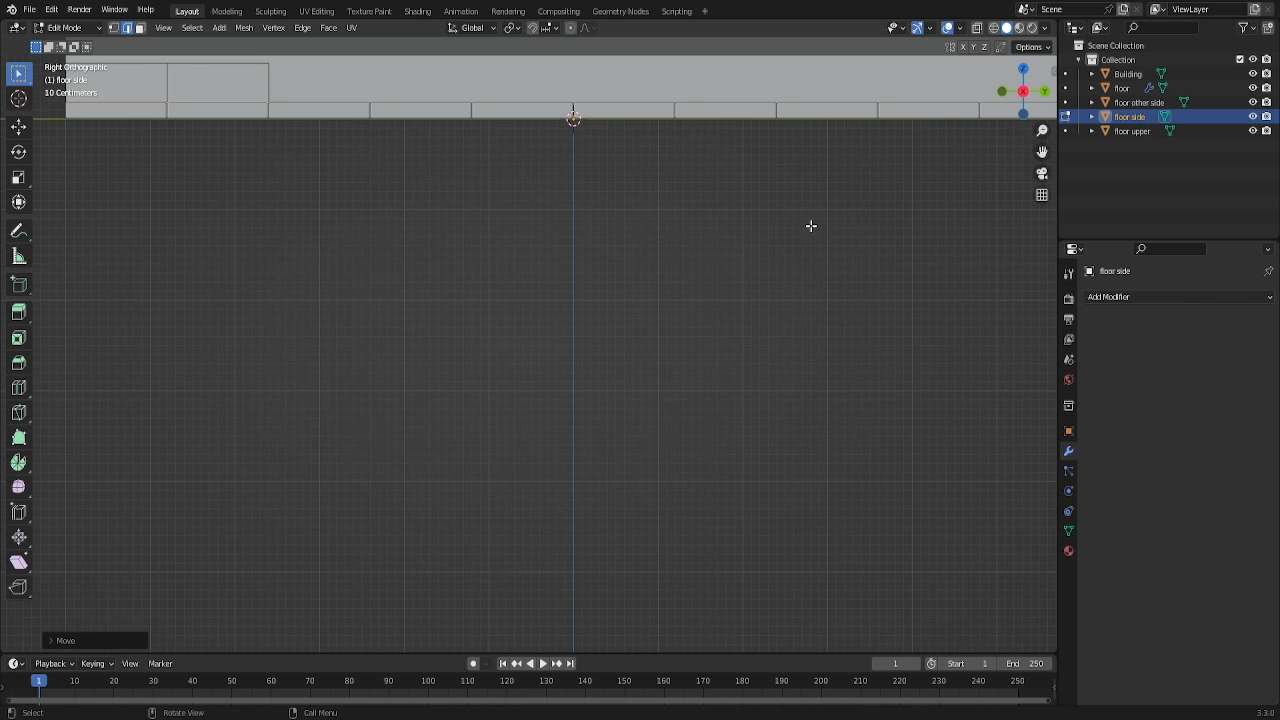 File Edit Render Window Help Layout Modeling Sculpting UV Editing Texture Paint Shading Animation Rendering Compositing Geometry Nodes Scripting + Scene ViewLayer
Edit Mode View Select Add Mesh Vertex Edge Face UV Global
X Y Z Options
Right Orthographic
(1) floor side
10 Centimeters
Z
X
Y
Move
Scene Collection
Collection
Building
floor
floor other side
floor side
floor upper
floor side
Add Modifier
Playback Keying View Marker 1 Start 1 End 250
1 10 20 30 40 50 60 70 80 90 100 110 120 130 140 150 160 170 180 190 200 210 220 230 240 250
Select Rotate View Call Menu 3.3.0